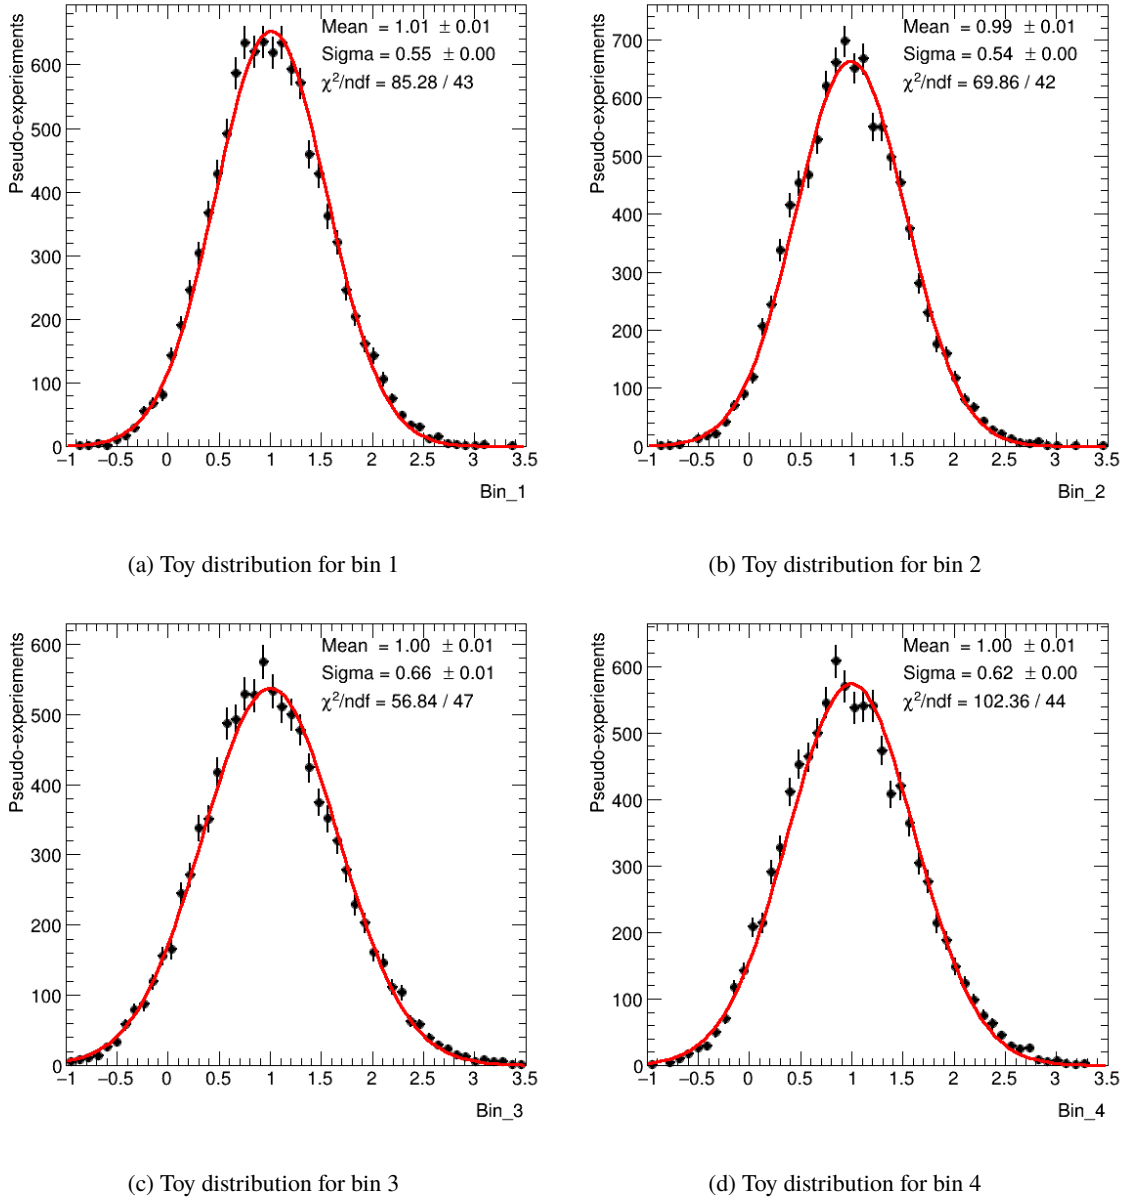 Pseudo-experiements
Mean = 1.01 ± 0.01
Sigma = 0.55 ± 0.00
χ²/ndf = 85.28 / 43
600
500
400
300
200
100
0
−1 −0.5 0 0.5 1 1.5 2 2.5 3 3.5
Bin_1
(a) Toy distribution for bin 1
Pseudo-experiements
Mean = 0.99 ± 0.01
Sigma = 0.54 ± 0.00
χ²/ndf = 69.86 / 42
700
600
500
400
300
200
100
0
−1 −0.5 0 0.5 1 1.5 2 2.5 3 3.5
Bin_2
(b) Toy distribution for bin 2
Pseudo-experiements
Mean = 1.00 ± 0.01
Sigma = 0.66 ± 0.01
χ²/ndf = 56.84 / 47
600
500
400
300
200
100
0
−1 −0.5 0 0.5 1 1.5 2 2.5 3 3.5
Bin_3
(c) Toy distribution for bin 3
Pseudo-experiements
Mean = 1.00 ± 0.01
Sigma = 0.62 ± 0.00
χ²/ndf = 102.36 / 44
600
500
400
300
200
100
0
−1 −0.5 0 0.5 1 1.5 2 2.5 3 3.5
Bin_4
(d) Toy distribution for bin 4